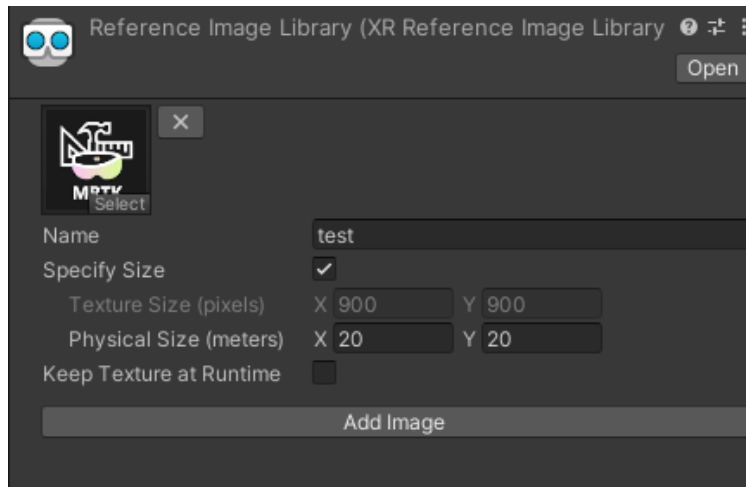 Reference Image Library (XR Reference Image Library
Open
MRTK
Select
Name test
Specify Size
Texture Size (pixels) X 900 Y 900
Physical Size (meters) X 20 Y 20
Keep Texture at Runtime
Add Image